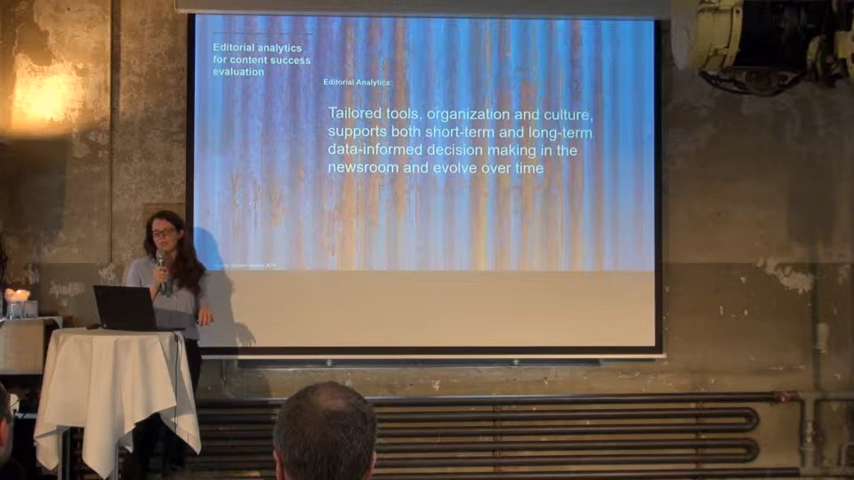 Editorial analytics
for content success
evaluation
Editorial Analytics:
Tailored tools, organization and culture,
supports both short-term and long-term
data-informed decision making in the
newsroom and evolve over time